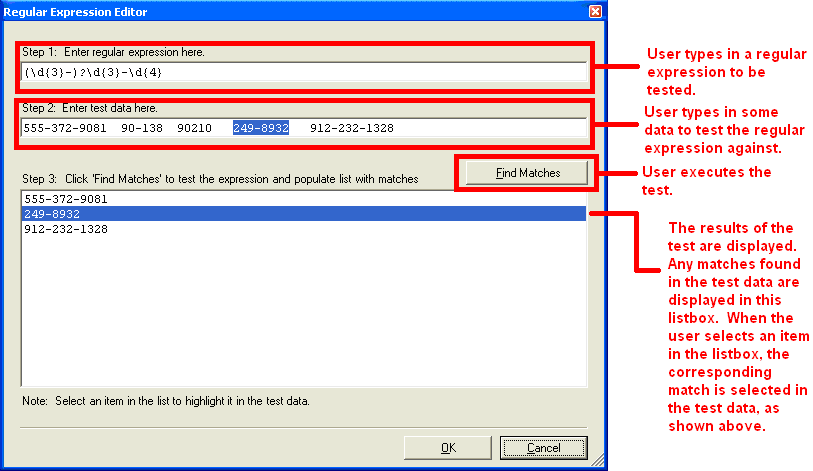 Regular Expression Editor
Step 1:  Enter regular expression here.
(\d{3}-)?\d{3}-\d{4}
Step 2:  Enter test data here.
555-372-9081  90-138  90210   249-8932   912-232-1328
Step 3:  Click 'Find Matches' to test the expression and populate list with matches
Find Matches
555-372-9081
249-8932
912-232-1328
Note:  Select an item in the list to highlight it in the test data.
OK
Cancel
User types in a regular
expression to be
tested.
User types in some
data to test the regular
expression against.
User executes the
test.
The results of the
test are displayed.
Any matches found
in the test data are
displayed in this
listbox.  When the
user selects an item
in the listbox, the
corresponding
match is selected in
the test data, as
shown above.